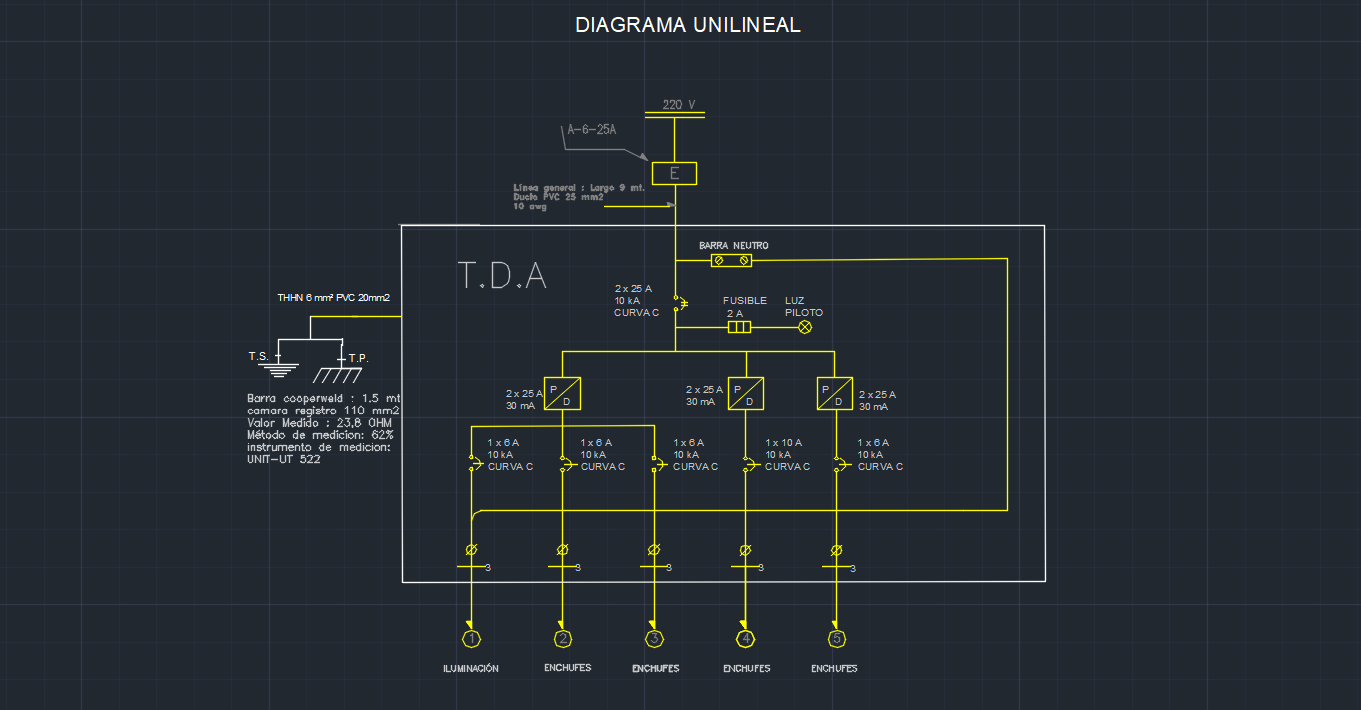 DIAGRAMA UNILINEAL
220 V
A-6-25A
E
Línea general : Largo 9 mt.
Ducto PVC 25 mm2
10 awg
BARRA NEUTRO
T.D.A
2 x 25 A
10 kA
CURVA C
FUSIBLE
2 A
LUZ
PILOTO
THHN 6 mm² PVC 20mm2
T.S.
T.P.
Barra cooperweld : 1,5 mt
camara registro 110 mm2
Valor Medido : 23,8 OHM
Método de medicion: 62%
instrumento de medicion:
UNIT-UT 522
2 x 25 A
30 mA
P
D
2 x 25 A
30 mA
P
D
P
D
2 x 25 A
30 mA
1 x 6 A
10 kA
CURVA C
1 x 6 A
10 kA
CURVA C
1 x 6 A
10 kA
CURVA C
1 x 10 A
10 kA
CURVA C
1 x 6 A
10 kA
CURVA C
3
3
3
3
3
1
2
3
4
5
ILUMINACIÓN
ENCHUFES
ENCHUFES
ENCHUFES
ENCHUFES